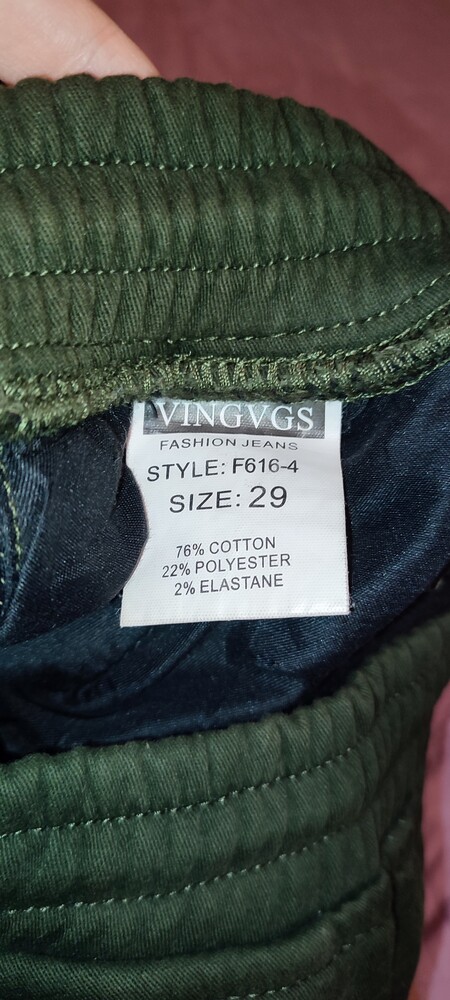 VINGVGS
FASHION JEANS
STYLE: F616-4
SIZE: 29
76% COTTON
22% POLYESTER
2% ELASTANE